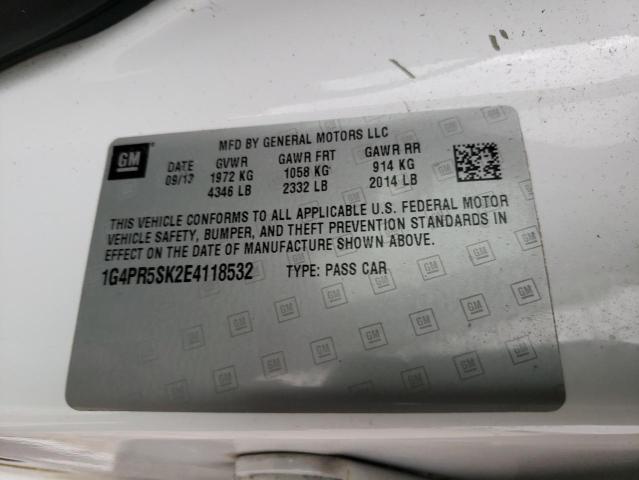 MFD BY GENERAL MOTORS LLC
GM
DATE GVWR GAWR FRT GAWR RR
09/13 1972 KG 1058 KG 914 KG
4346 LB 2332 LB 2014 LB
THIS VEHICLE CONFORMS TO ALL APPLICABLE U.S. FEDERAL MOTOR
VEHICLE SAFETY, BUMPER, AND THEFT PREVENTION STANDARDS IN
EFFECT ON THE DATE OF MANUFACTURE SHOWN ABOVE.
1G4PR5SK2E4118532 TYPE: PASS CAR